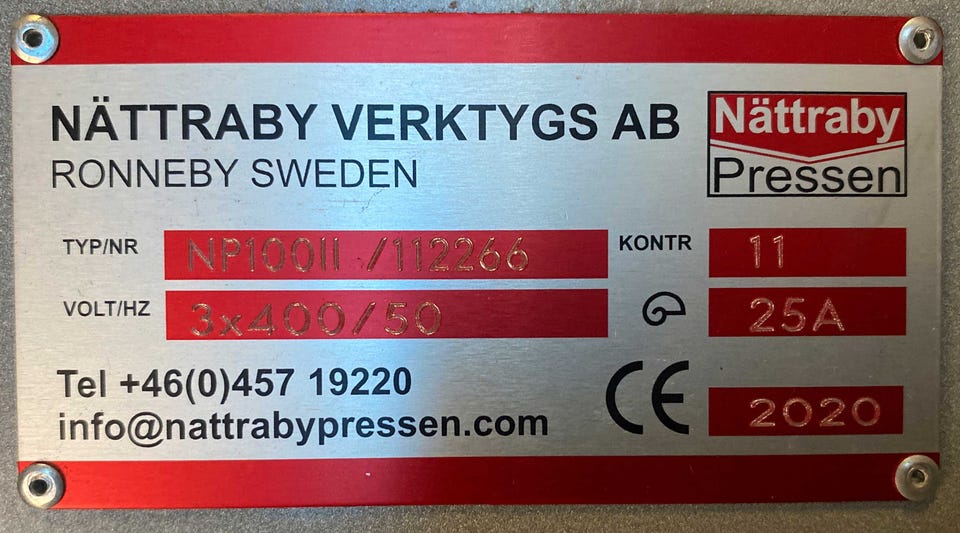 NÄTTRABY VERKTYGS AB
RONNEBY SWEDEN
Nättraby
Pressen
TYP/NR NP100II /112266 KONTR 11
VOLT/HZ 3x400/50 25A
Tel +46(0)457 19220
info@nattrabypressen.com
CE 2020